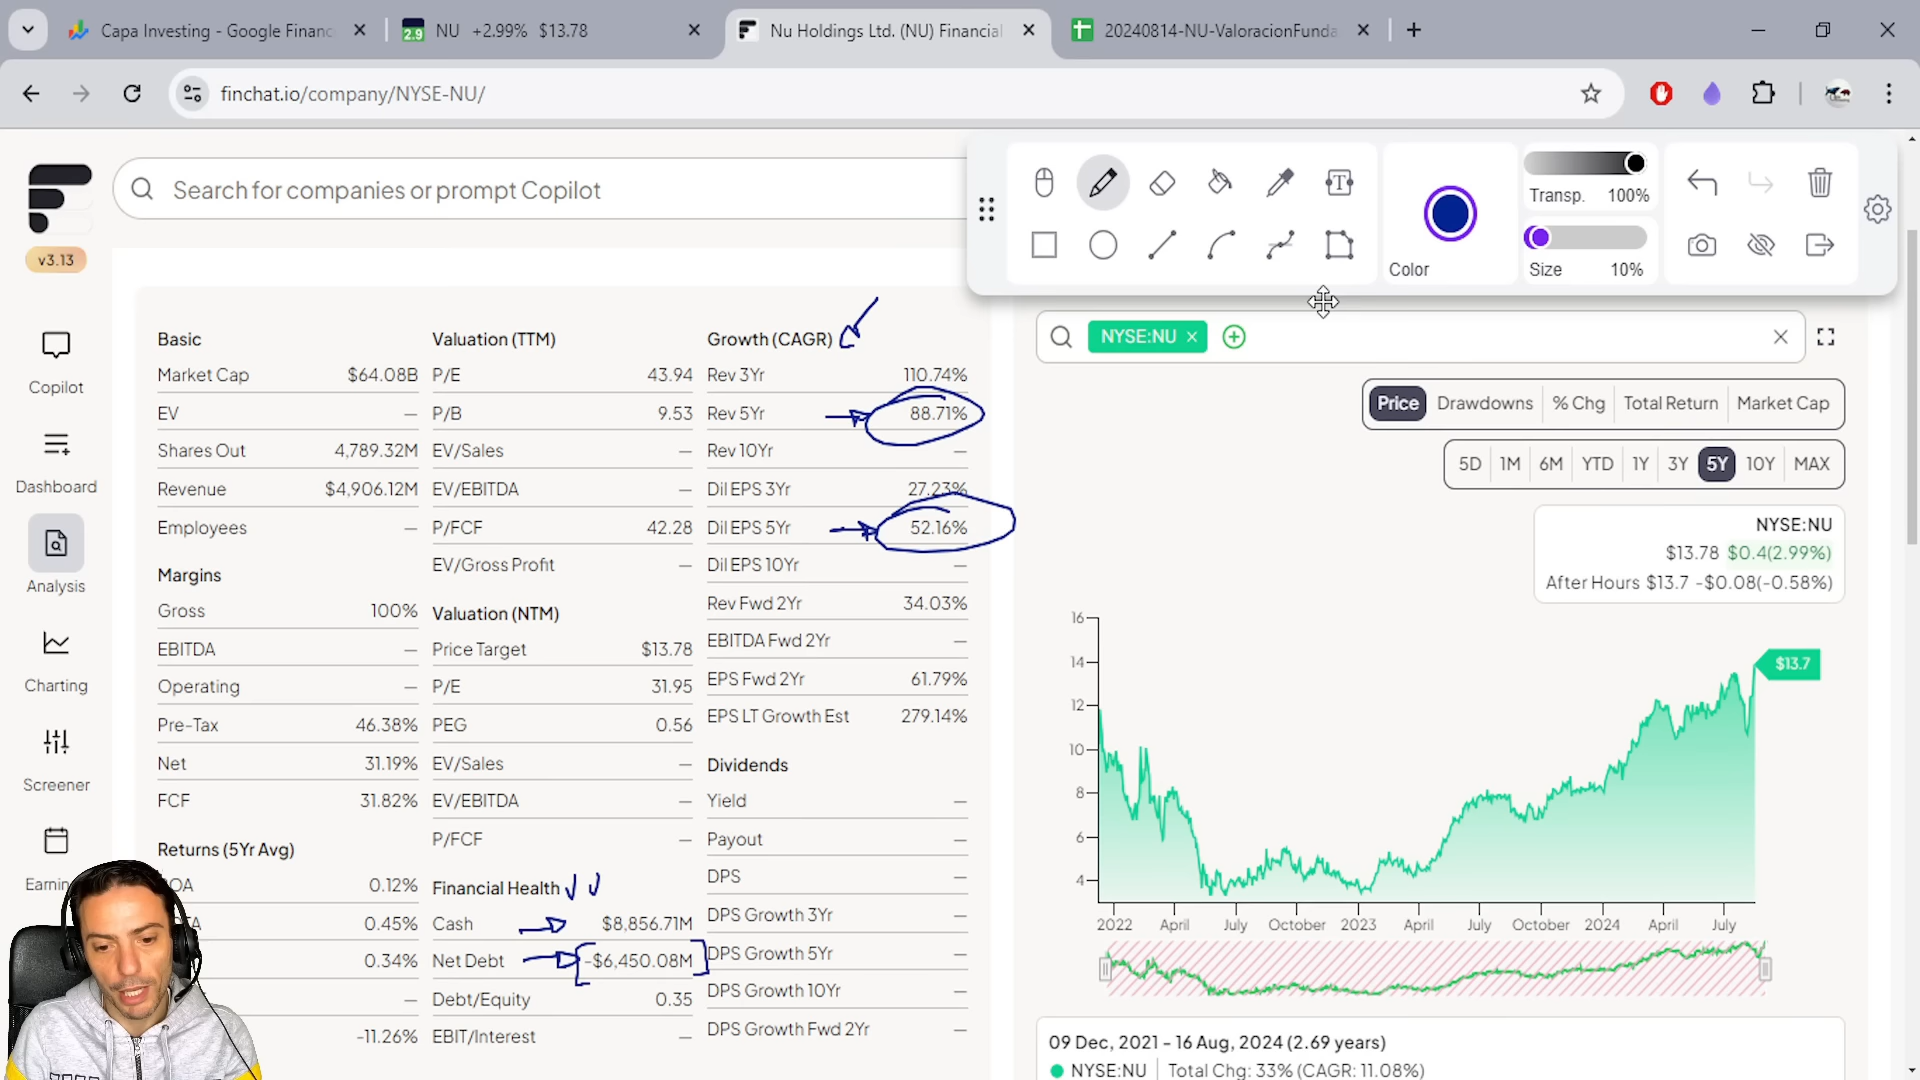 Capa Investing - Google Financ
2.9 NU +2.99% $13.78
Nu Holdings Ltd. (NU) Financial
20240814-NU-ValoracionFunda
finchat.io/company/NYSE-NU/
v3.13
Search for companies or prompt Copilot
Copilot
Dashboard
Analysis
Charting
Screener
Earnin
Transp. 100%
Color
Size 10%
Basic
Market Cap $64.08B
EV —
Shares Out 4,789.32M
Revenue $4,906.12M
Employees —
Margins
Gross 100%
EBITDA —
Operating —
Pre-Tax 46.38%
Net 31.19%
FCF 31.82%
Returns (5Yr Avg)
OA 0.12%
0.45%
0.34%
—
-11.26%
Valuation (TTM)
P/E 43.94
P/B 9.53
EV/Sales —
EV/EBITDA —
P/FCF 42.28
EV/Gross Profit —
Valuation (NTM)
Price Target $13.78
P/E 31.95
PEG 0.56
EV/Sales —
EV/EBITDA —
P/FCF —
Financial Health
Cash $8,856.71M
Net Debt -$6,450.08M
Debt/Equity 0.35
EBIT/Interest —
Growth (CAGR)
Rev 3Yr 110.74%
Rev 5Yr 88.71%
Rev 10Yr —
Dil EPS 3Yr 27.23%
Dil EPS 5Yr 52.16%
Dil EPS 10Yr —
Rev Fwd 2Yr 34.03%
EBITDA Fwd 2Yr —
EPS Fwd 2Yr 61.79%
EPS LT Growth Est 279.14%
Dividends
Yield —
Payout —
DPS —
DPS Growth 3Yr —
DPS Growth 5Yr —
DPS Growth 10Yr —
DPS Growth Fwd 2Yr —
NYSE:NU
Price Drawdowns % Chg Total Return Market Cap
5D 1M 6M YTD 1Y 3Y 5Y 10Y MAX
NYSE:NU
$13.78 $0.4(2.99%)
After Hours $13.7 -$0.08(-0.58%)
16
14
12
10
8
6
4
$13.7
2022 April July October 2023 April July October 2024 April July
09 Dec, 2021 - 16 Aug, 2024 (2.69 years)
NYSE:NU Total Chg: 33% (CAGR: 11.08%)